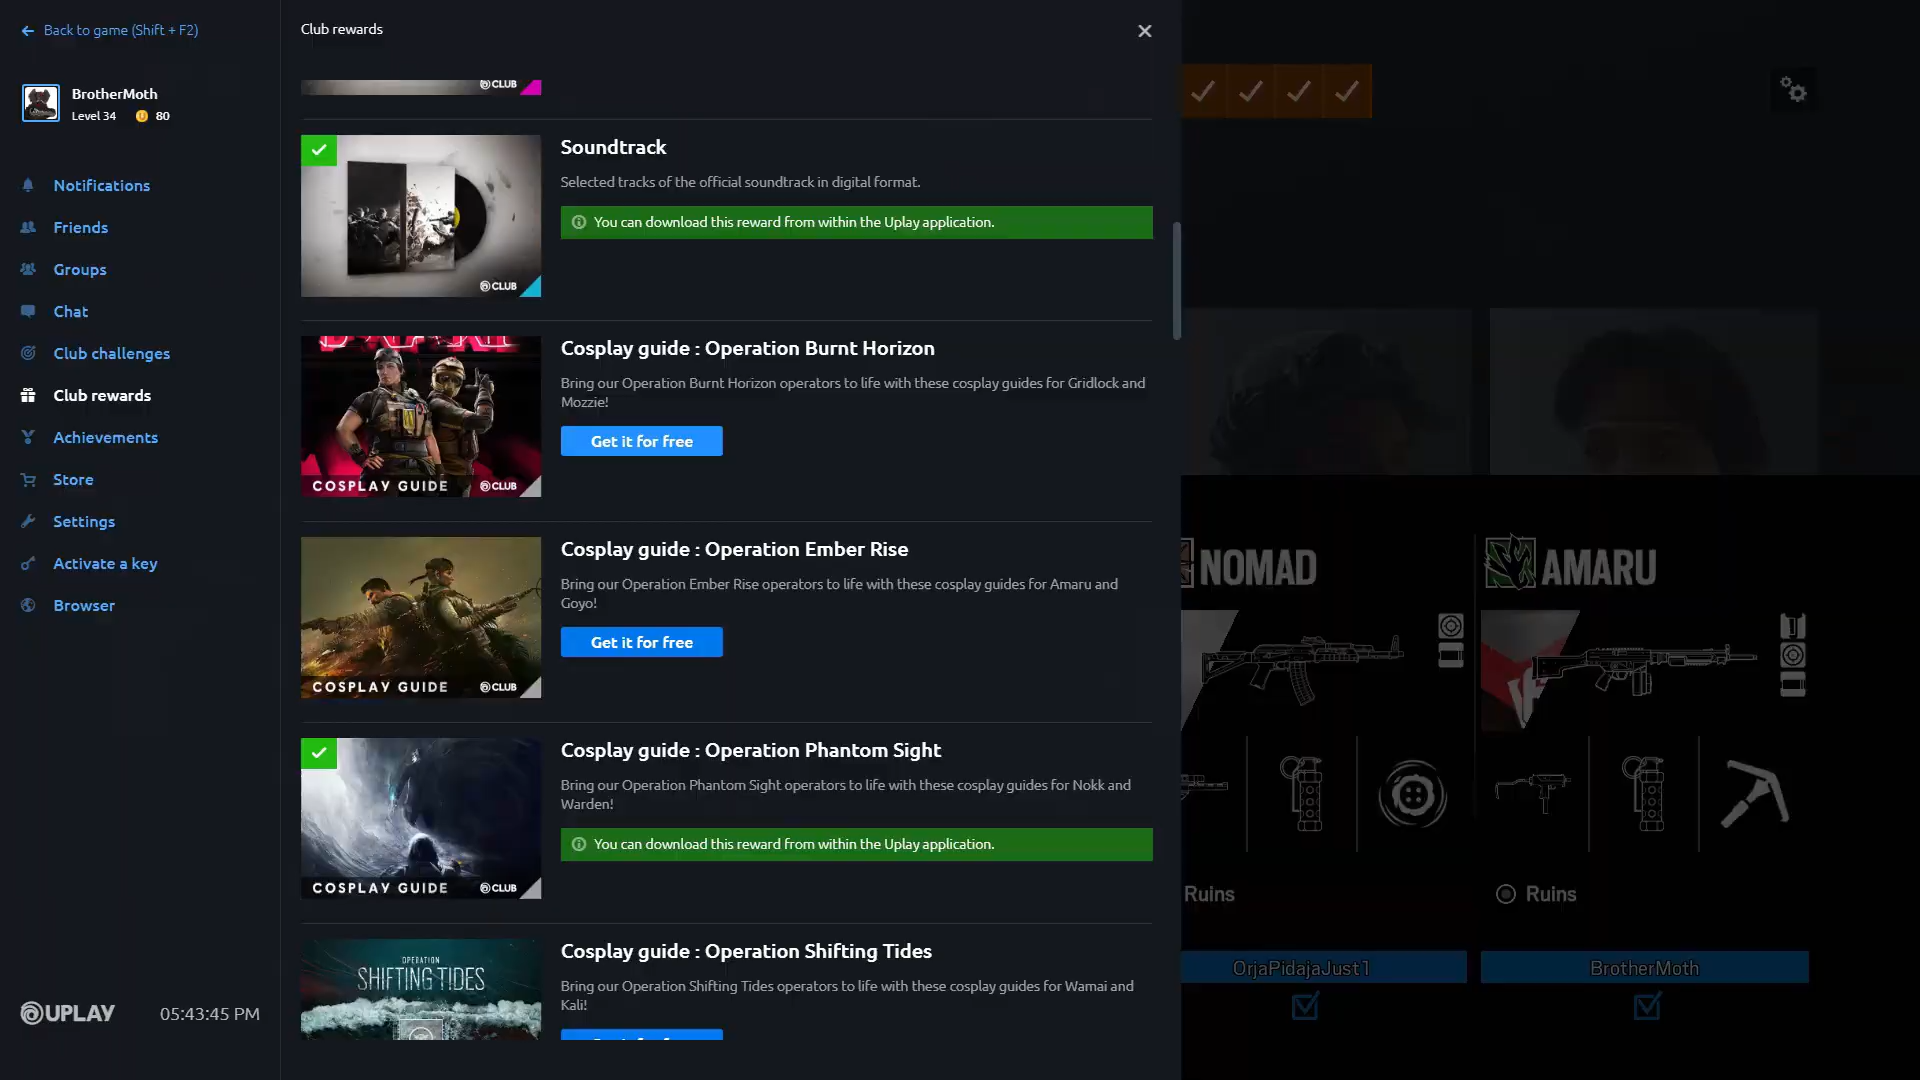 Back to game (Shift + F2)
BrotherMoth
Level 34 80
Notifications
Friends
Groups
Chat
Club challenges
Club rewards
Achievements
Store
Settings
Activate a key
Browser
UPLAY 05:43:45 PM
Club rewards
CLUB
Soundtrack
Selected tracks of the official soundtrack in digital format.
You can download this reward from within the Uplay application.
CLUB
Cosplay guide : Operation Burnt Horizon
Bring our Operation Burnt Horizon operators to life with these cosplay guides for Gridlock and
Mozzie!
Get it for free
COSPLAY GUIDE CLUB
Cosplay guide : Operation Ember Rise
Bring our Operation Ember Rise operators to life with these cosplay guides for Amaru and
Goyo!
Get it for free
COSPLAY GUIDE CLUB
Cosplay guide : Operation Phantom Sight
Bring our Operation Phantom Sight operators to life with these cosplay guides for Nokk and
Warden!
You can download this reward from within the Uplay application.
COSPLAY GUIDE CLUB
Cosplay guide : Operation Shifting Tides
Bring our Operation Shifting Tides operators to life with these cosplay guides for Wamai and
Kali!
OPERATION
SHIFTING TIDES
NOMAD
AMARU
Ruins
Ruins
OrjaPidajaJust1
BrotherMoth